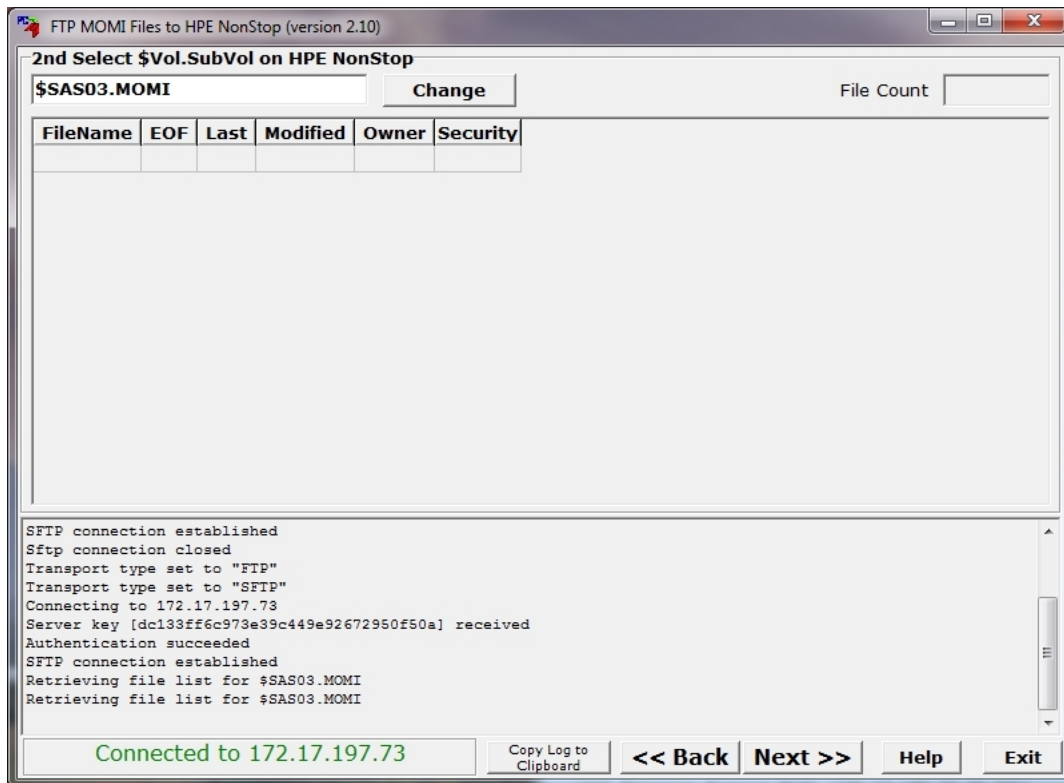 FTP MOMI Files to HPE NonStop (version 2.10)
2nd Select $Vol.SubVol on HPE NonStop
$SAS03.MOMI Change File Count
FileName EOF Last Modified Owner Security
SFTP connection established
Sftp connection closed
Transport type set to "FTP"
Transport type set to "SFTP"
Connecting to 172.17.197.73
Server key [dc133ff6c973e39c449e92672950f50a] received
Authentication succeeded
SFTP connection established
Retrieving file list for $SAS03.MOMI
Retrieving file list for $SAS03.MOMI
Connected to 172.17.197.73
Copy Log to
Clipboard
<< Back Next >> Help Exit